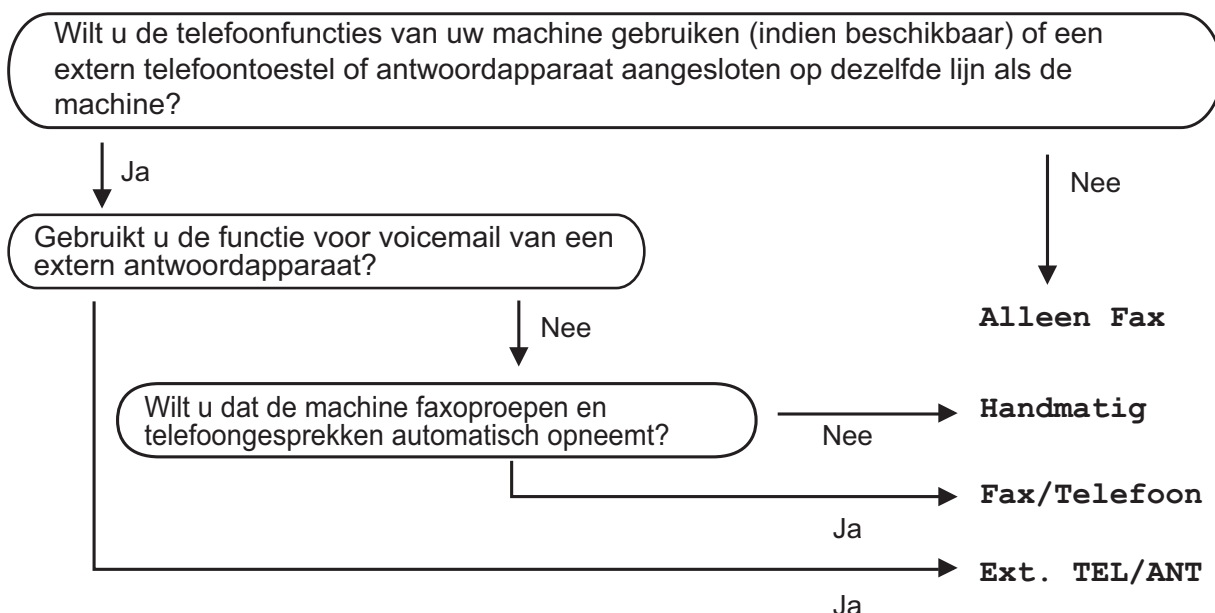 Wilt u de telefoonfuncties van uw machine gebruiken (indien beschikbaar) of een
extern telefoontoestel of antwoordapparaat aangesloten op dezelfde lijn als de
machine?
Ja
Nee
Gebruikt u de functie voor voicemail van een
extern antwoordapparaat?
Nee
Alleen Fax
Wilt u dat de machine faxoproepen en
telefoongesprekken automatisch opneemt?
Nee
Handmatig
Ja
Fax/Telefoon
Ja
Ext. TEL/ANT